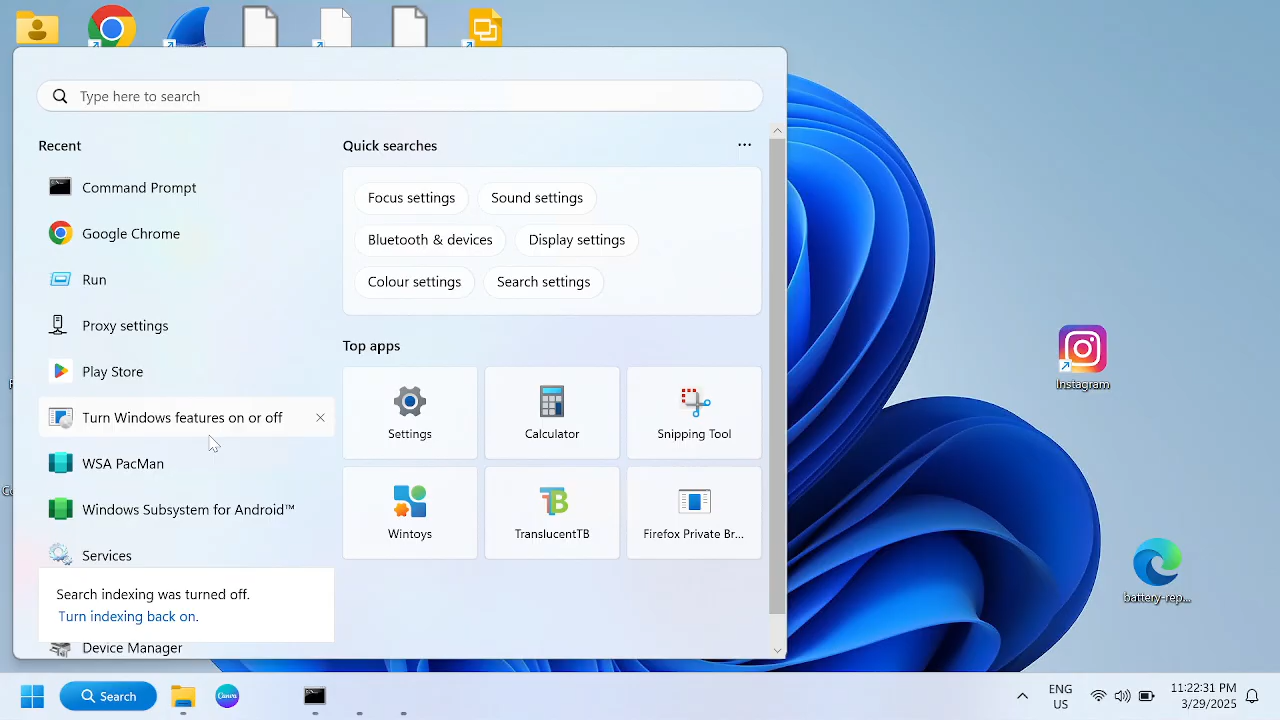 Type here to search
Recent
Quick searches
Command Prompt
Focus settings
Sound settings
Google Chrome
Bluetooth & devices
Display settings
Run
Colour settings
Search settings
Proxy settings
Top apps
Play Store
Instagram
Turn Windows features on or off
Settings
Calculator
Snipping Tool
WSA PacMan
Windows Subsystem for Android™
Wintoys
TranslucentTB
Firefox Private Br...
Services
Search indexing was turned off.
battery-rep...
Turn indexing back on.
Device Manager
Search
ENG
US
11:22:31 PM
3/29/2025